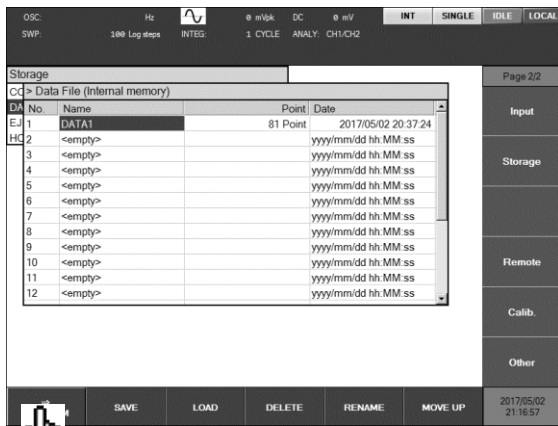 OSC: Hz 0 mVpk DC 0 mV INT SINGLE IDLE LOCAL
SWP: 100 Log steps INTEG: 1 CYCLE ANALY: CH1/CH2
Storage Page 2/2
> Data File (Internal memory)
No. Name Point Date
1 DATA1 81 Point 2017/05/02 20:37:24
2 <empty> yyyy/mm/dd hh:MM:ss
3 <empty> yyyy/mm/dd hh:MM:ss
4 <empty> yyyy/mm/dd hh:MM:ss
5 <empty> yyyy/mm/dd hh:MM:ss
6 <empty> yyyy/mm/dd hh:MM:ss
7 <empty> yyyy/mm/dd hh:MM:ss
8 <empty> yyyy/mm/dd hh:MM:ss
9 <empty> yyyy/mm/dd hh:MM:ss
10 <empty> yyyy/mm/dd hh:MM:ss
11 <empty> yyyy/mm/dd hh:MM:ss
12 <empty> yyyy/mm/dd hh:MM:ss
Input
Storage
Remote
Calib.
Other
SAVE LOAD DELETE RENAME MOVE UP
2017/05/02
21:16:57